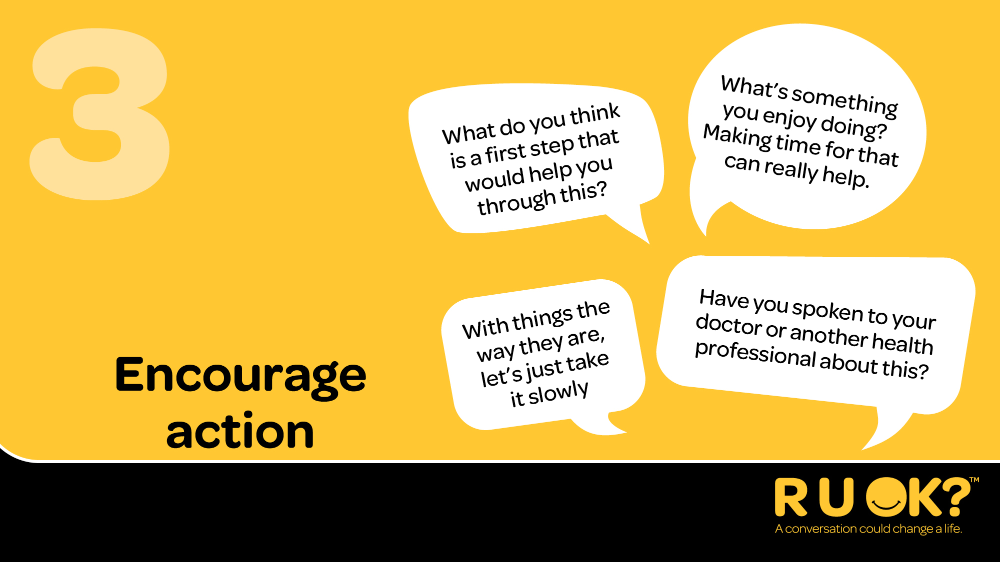 3
Encourage
action
What do you think
is a first step that
would help you
through this?
What’s something
you enjoy doing?
Making time for that
can really help.
With things the
way they are,
let’s just take
it slowly
Have you spoken to your
doctor or another health
professional about this?
R U OK?™
A conversation could change a life.